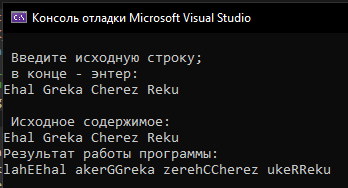 Консоль отладки Microsoft Visual Studio
Введите исходную строку;
в конце - энтер:
Ehal Greka Cherez Reku
Исходное содержимое:
Ehal Greka Cherez Reku
Результат работы программы:
lahEEhal akerGGreka zerehCCherez ukeRReku